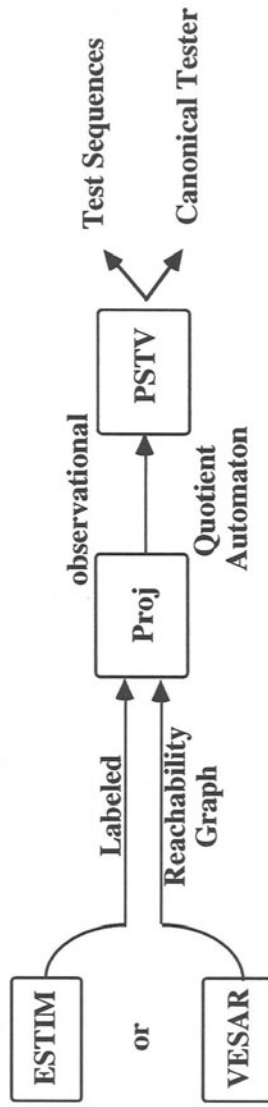 ESTIM
or
VESAR
Labeled
Reachability
Graph
Proj
observational
Quotient
Automaton
PSTV
Test Sequences
Canonical Tester